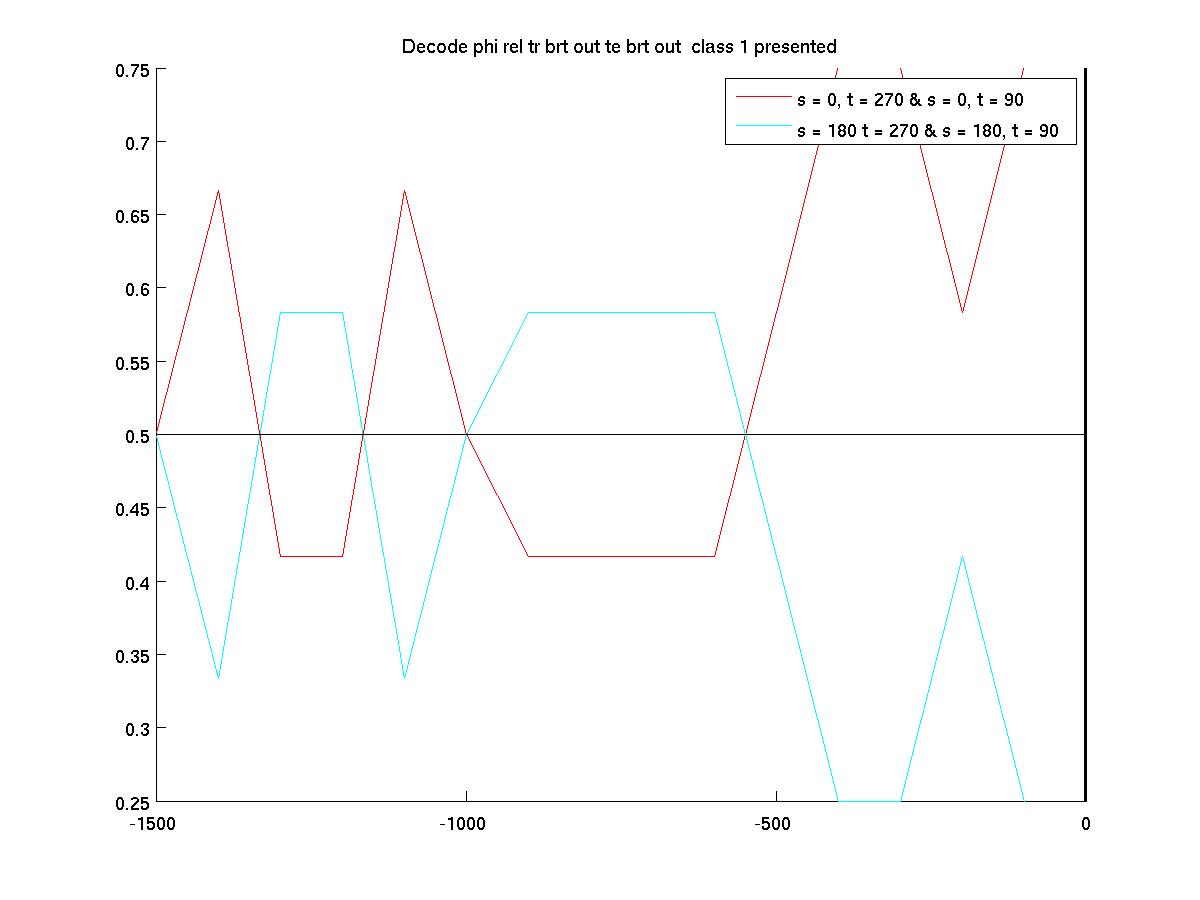 Decode phi rel tr brt out te brt out  class 1 presented
0.75
s = 0, t = 270 & s = 0, t = 90
s = 180 t = 270 & s = 180, t = 90
0.7
0.65
0.6
0.55
0.5
0.45
0.4
0.35
0.3
0.25
-1500 -1000 -500 0